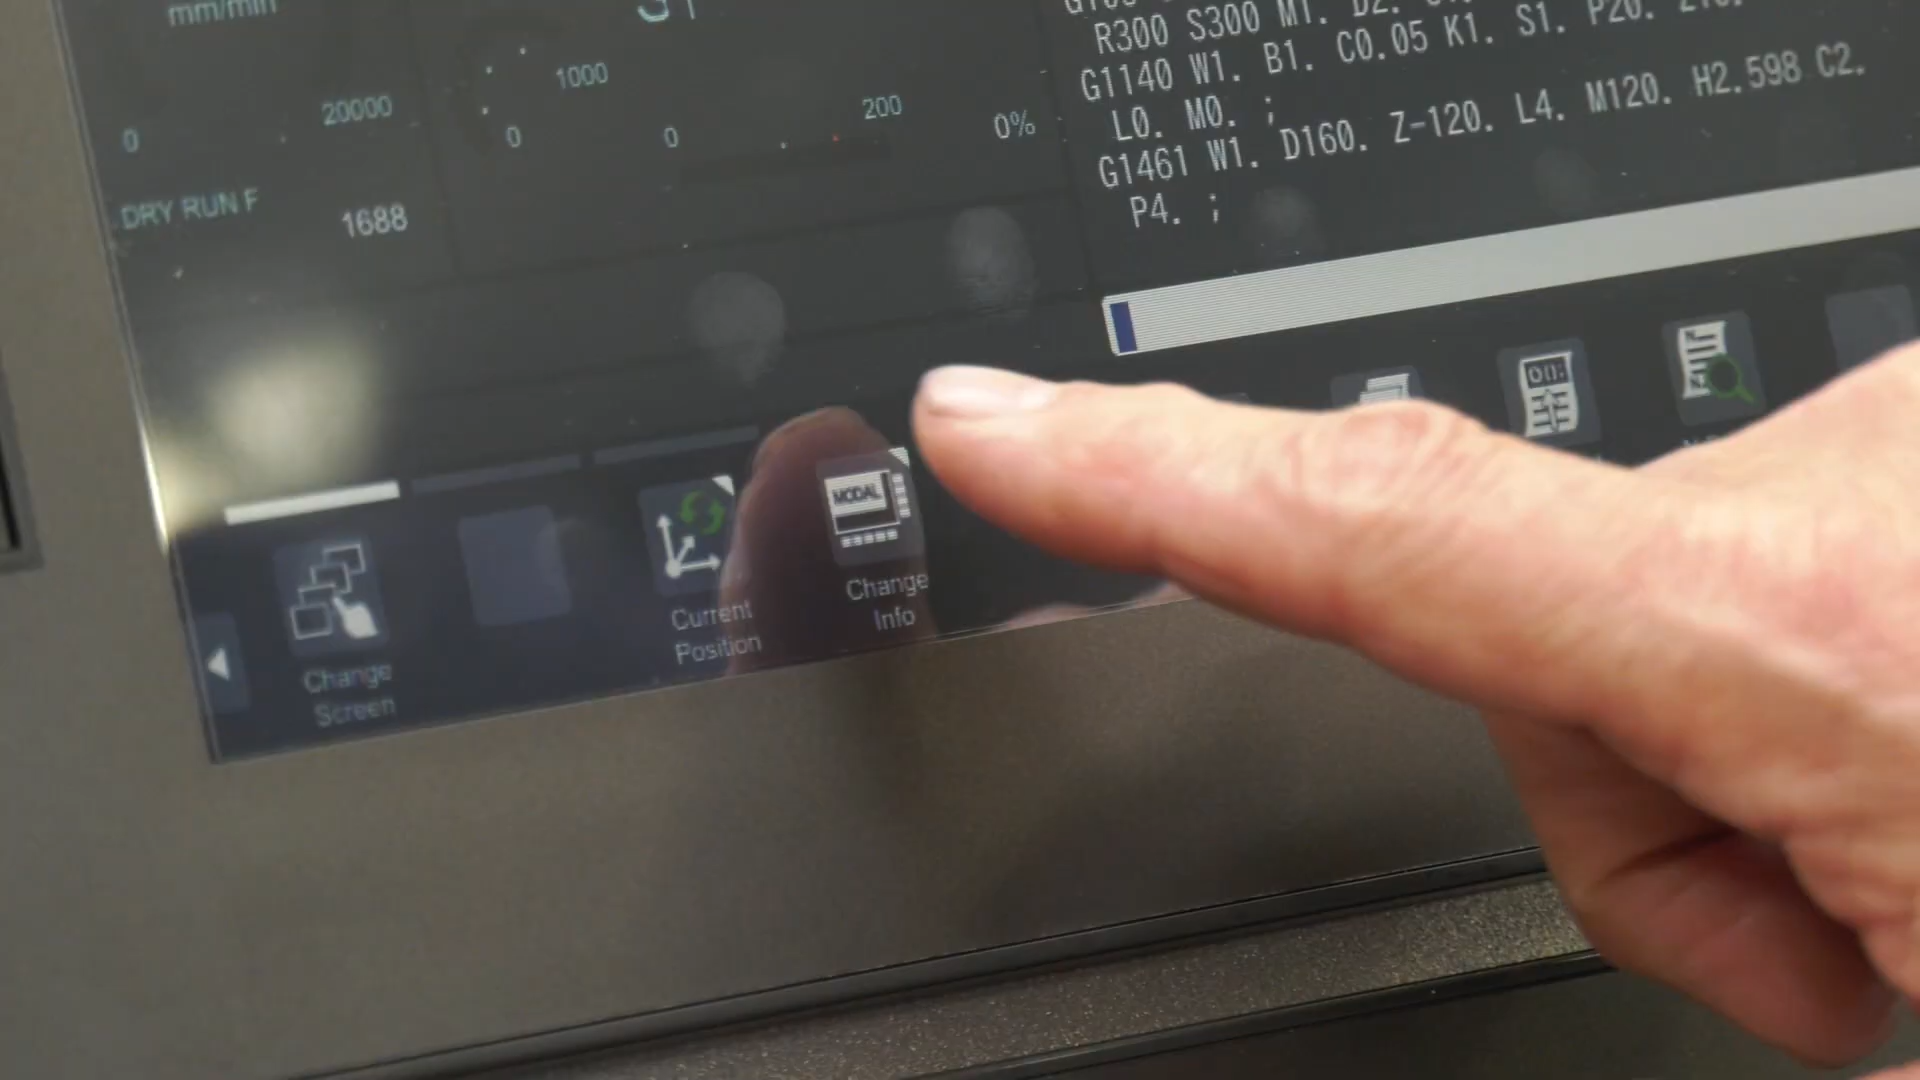 mm/min
0
20000
0
1000
0
200
0%
DRY RUN F
1688
R300 S300 M1. D2.
G1140 W1. B1. C0.05 K1. S1. P20.
L0. M0. ;
G1461 W1. D160. Z-120. L4. M120. H2.598 C2.
P4. ;
Change
Screen
Current
Position
MODAL
Change
Info